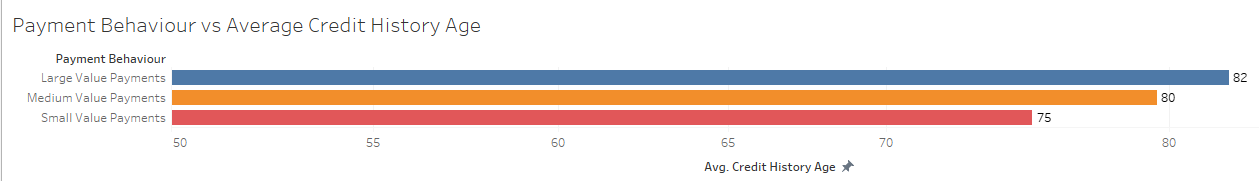 Payment Behaviour vs Average Credit History Age
Payment Behaviour
Large Value Payments 82
Medium Value Payments 80
Small Value Payments 75
50 55 60 65 70 80
Avg. Credit History Age